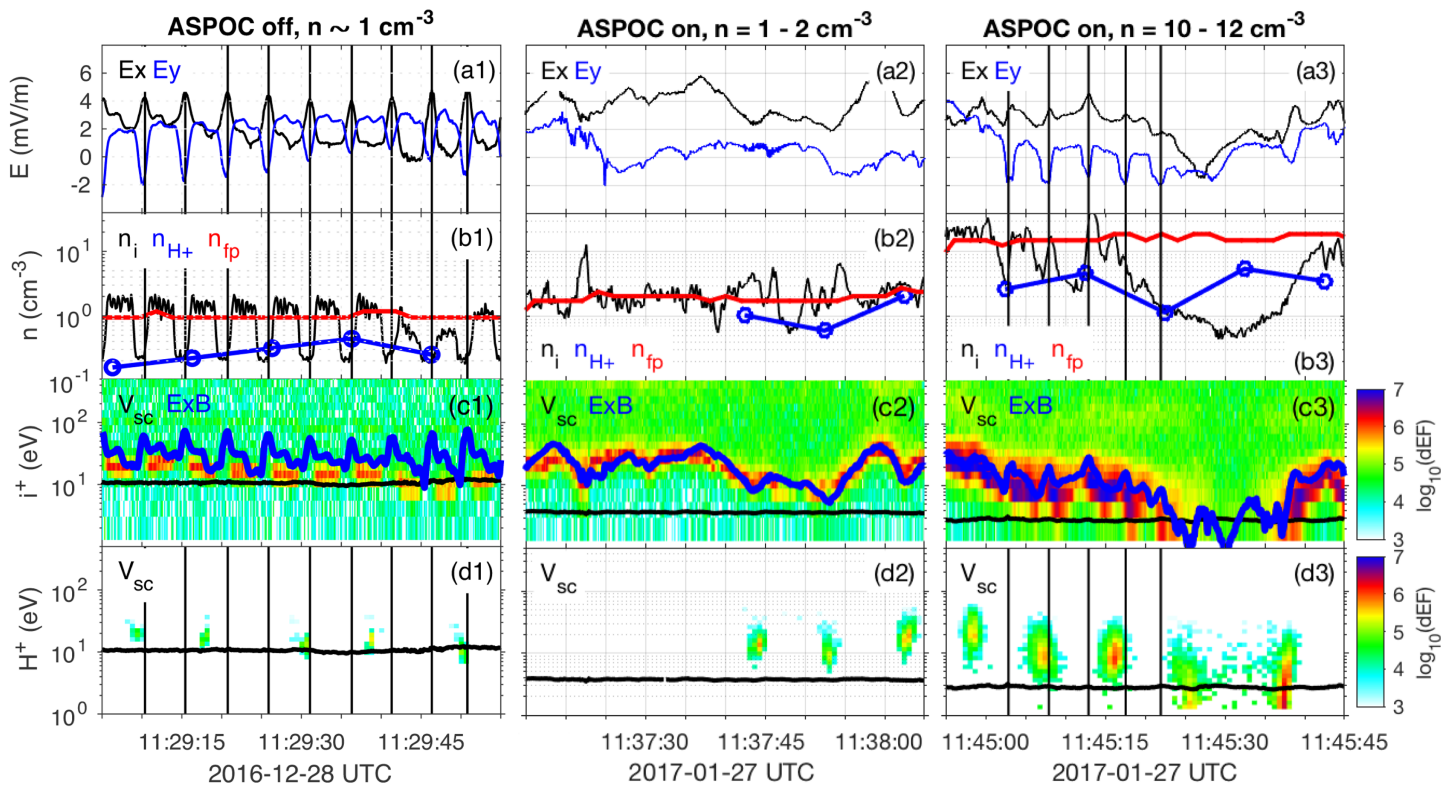 ASPOC off, n ∼ 1 cm⁻³
ASPOC on, n = 1 - 2 cm⁻³
ASPOC on, n = 10 - 12 cm⁻³
E (mV/m)
6
4
2
0
-2
Ex Ey
(a1)
Ex Ey
(a2)
Ex Ey
(a3)
n (cm⁻³)
10¹
10⁰
10⁻¹
nᵢ n_H+ n_fp
(b1)
(b2)
nᵢ n_H+ n_fp
nᵢ n_H+ n_fp
(b3)
i⁺ (eV)
10²
10¹
V_sc ExB
(c1)
V_sc ExB
(c2)
V_sc ExB
(c3)
7
6
5
4
3
log₁₀(dEF)
H⁺ (eV)
10²
10¹
10⁰
V_sc
(d1)
V_sc
(d2)
V_sc
(d3)
7
6
5
4
3
log₁₀(dEF)
11:29:15 11:29:30 11:29:45
2016-12-28 UTC
11:37:30 11:37:45 11:38:00
2017-01-27 UTC
11:45:00 11:45:15 11:45:30 11:45:45
2017-01-27 UTC